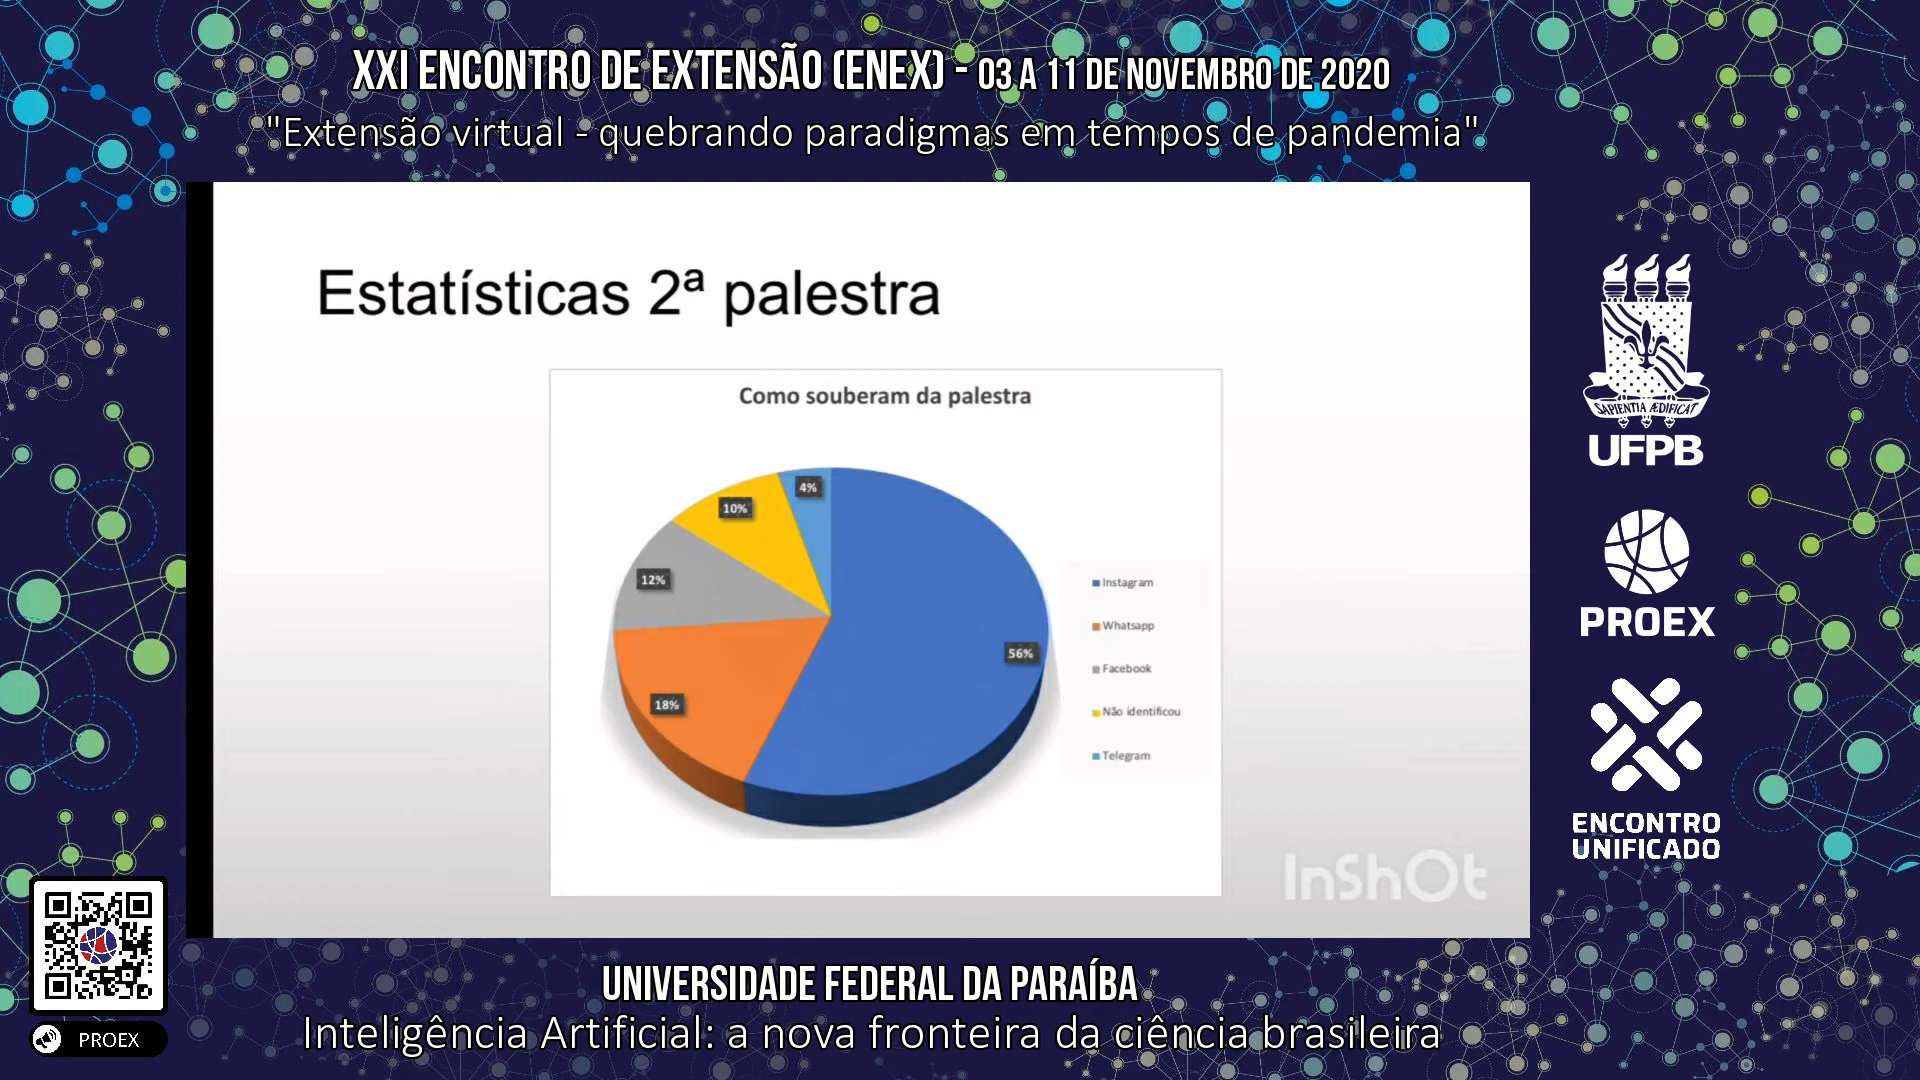 XXI ENCONTRO DE EXTENSÃO (ENEX) - 03 A 11 DE NOVEMBRO DE 2020
"Extensão virtual - quebrando paradigmas em tempos de pandemia"
Estatísticas 2ª palestra
Como souberam da palestra
4%
10%
12%
56%
18%
Instagram
Whatsapp
Facebook
Não identificou
Telegram
InShOt
SAPIENTIA ÆDIFICAT
UFPB
PROEX
ENCONTRO
UNIFICADO
PROEX
UNIVERSIDADE FEDERAL DA PARAÍBA
Inteligência Artificial: a nova fronteira da ciência brasileira